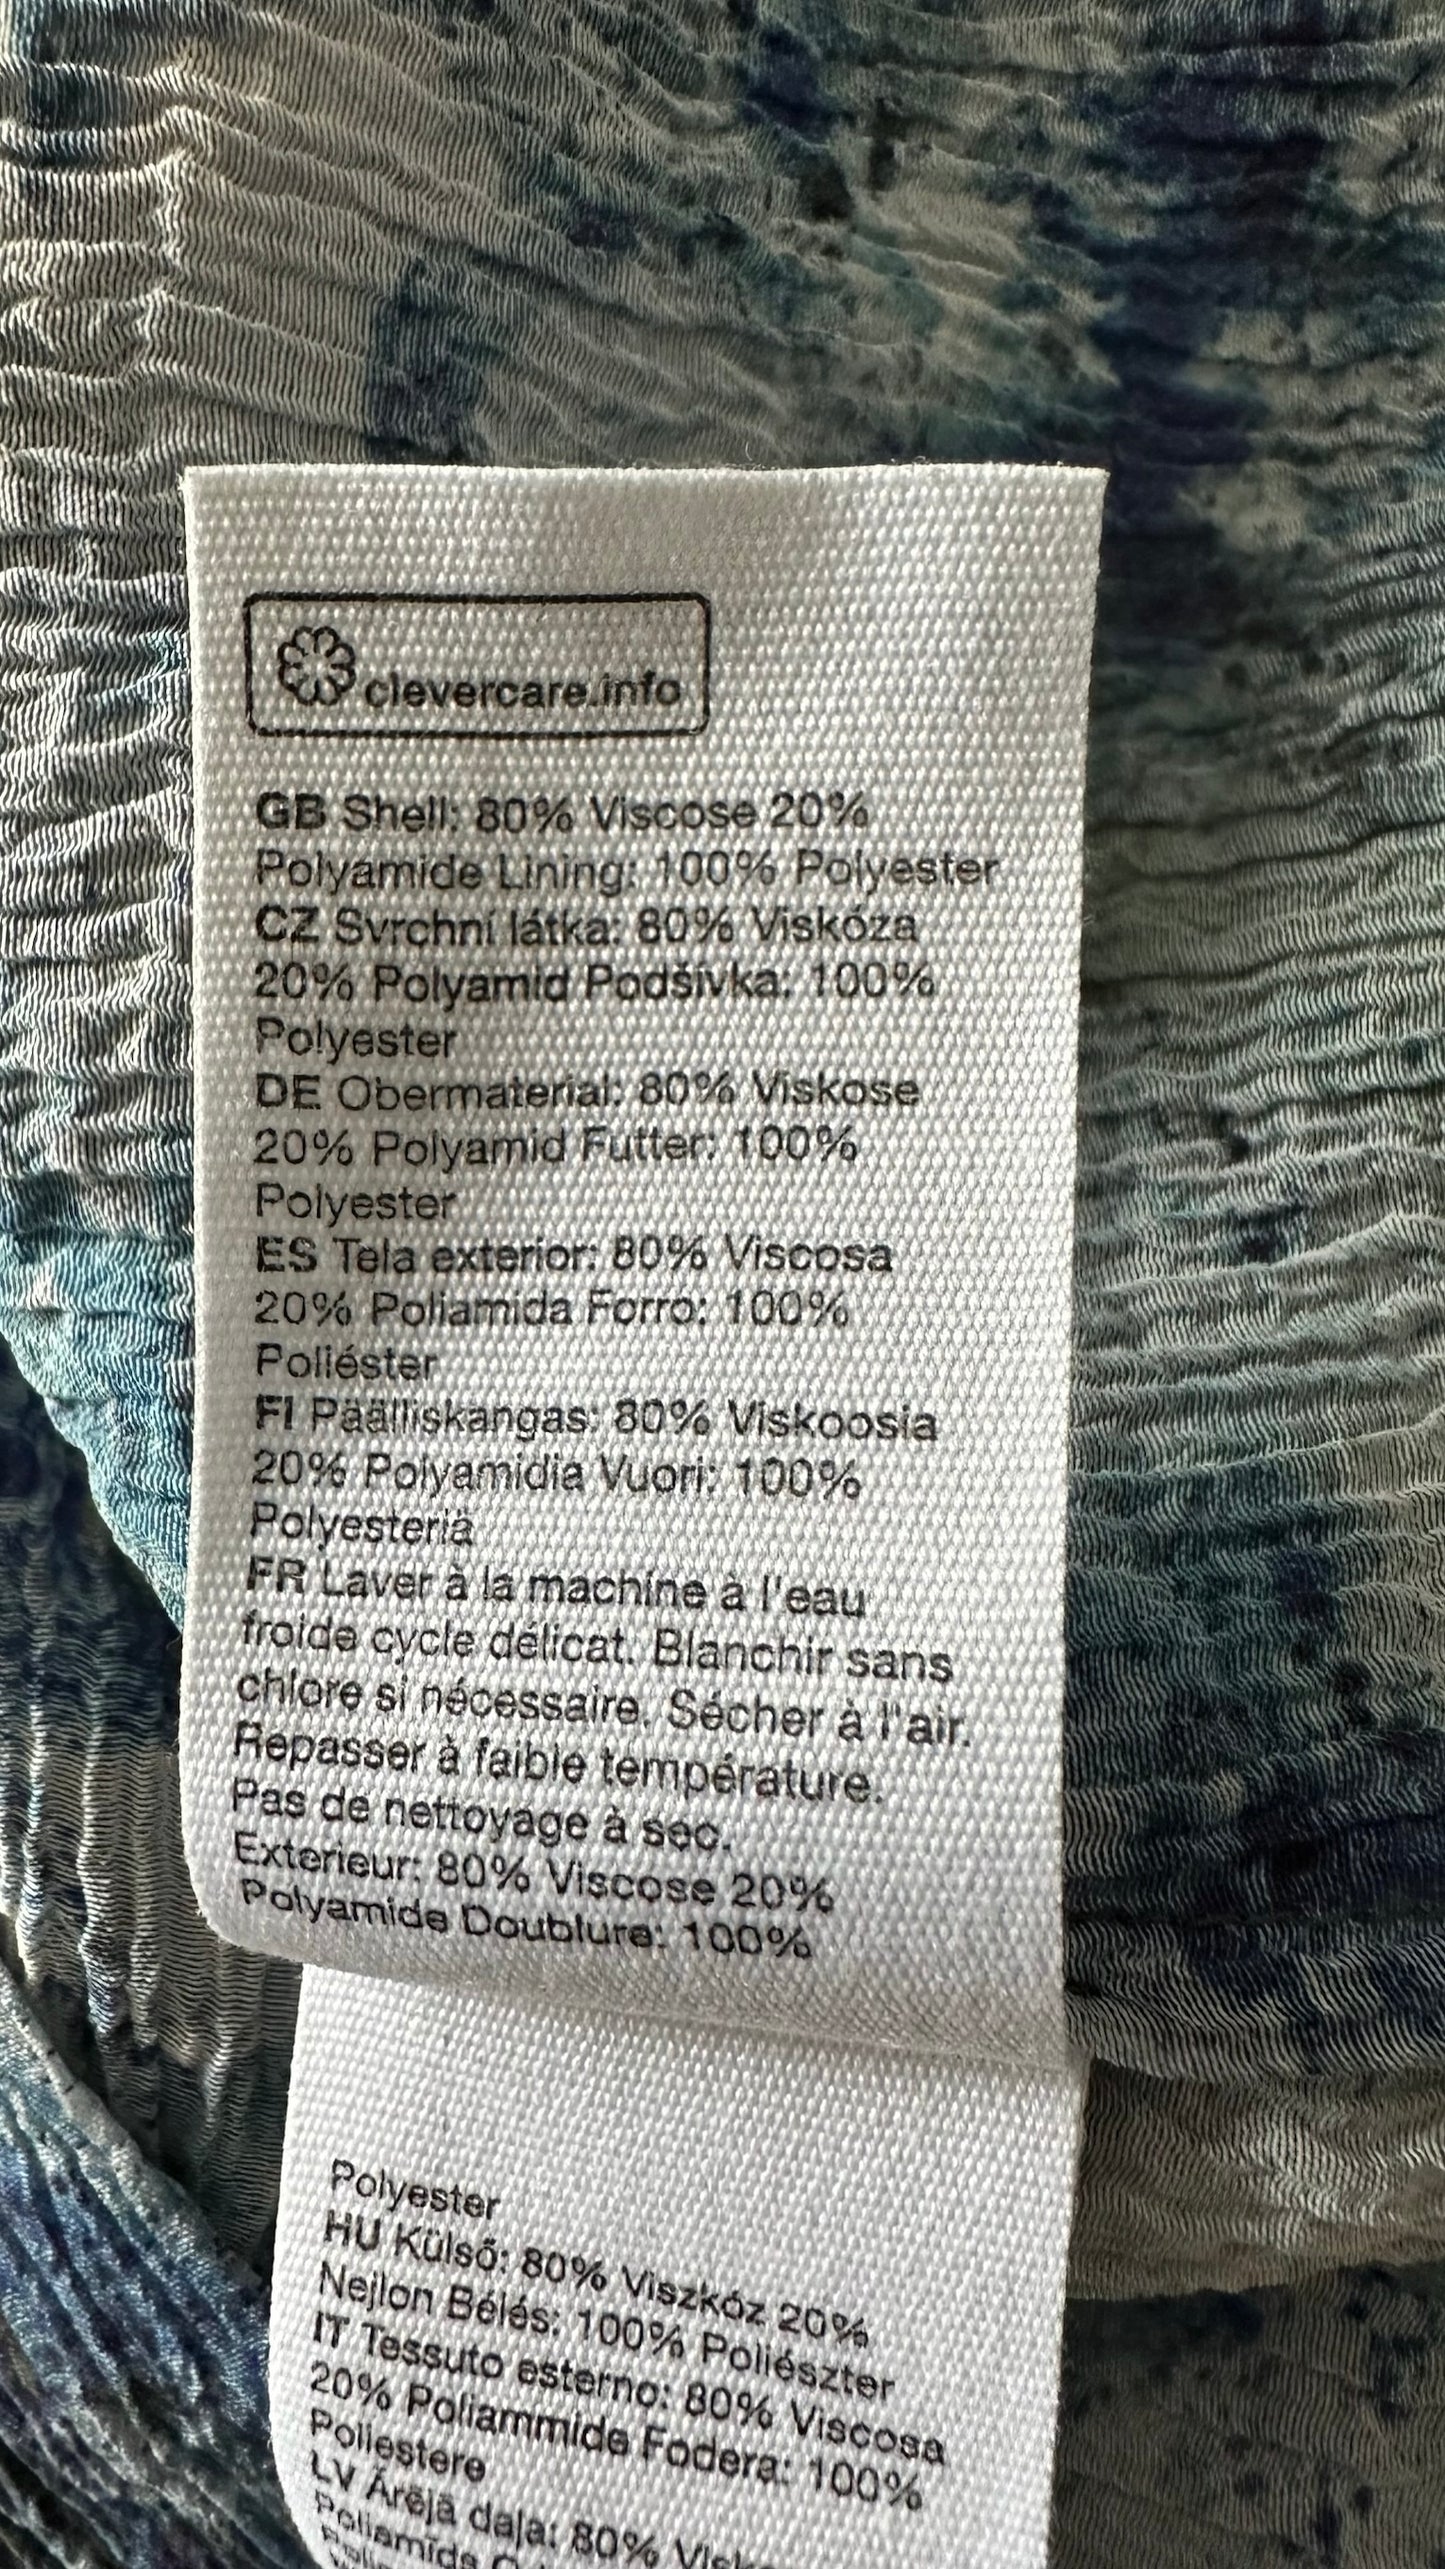 clevercare.info
GB Shell: 80% Viscose 20%
Polyamide Lining: 100% Polyester
CZ Svrchní látka: 80% Viskóza
20% Polyamid Podšívka: 100%
Polyester
DE Obermaterial: 80% Viskose
20% Polyamid Futter: 100%
Polyester
ES Tela exterior: 80% Viscosa
20% Poliamida Forro: 100%
Poliéster
FI Päälliskangas: 80% Viskoosia
20% Polyamidia Vuori: 100%
Polyesteriä
FR Laver à la machine à l'eau
froide cycle délicat. Blanchir sans
chlore si nécessaire. Sécher à l'air.
Repasser à faible température.
Pas de nettoyage à sec.
Exterieur: 80% Viscose 20%
Polyamide Doublure: 100%
Polyester
HU Külső: 80% Viszkóz 20%
Nejlon Bélés: 100% Poliészter
IT Tessuto esterno: 80% Viscosa
20% Poliammide Fodera: 100%
Poliestere
LV Ārējā daļa: 80%
Poliamīds